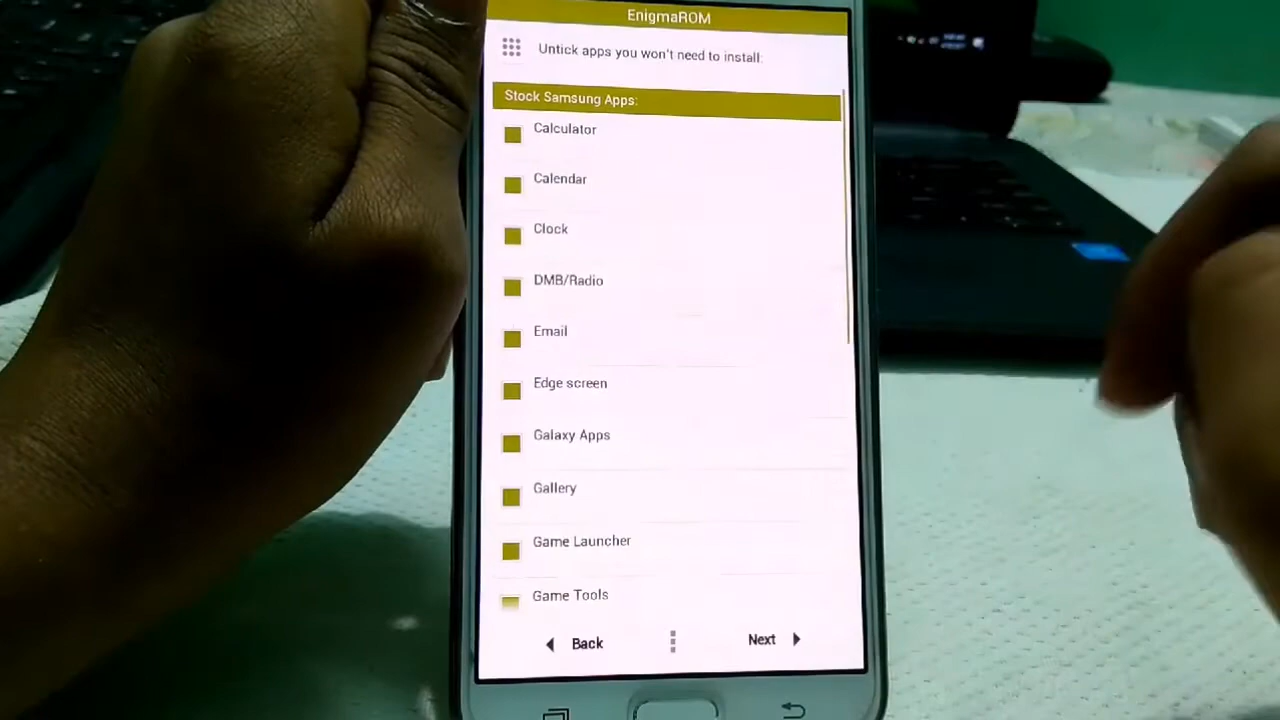 EnigmaROM
Untick apps you won't need to install:
Stock Samsung Apps:
Calculator
Calendar
Clock
DMB/Radio
Email
Edge screen
Galaxy Apps
Gallery
Game Launcher
Game Tools
Back
Next